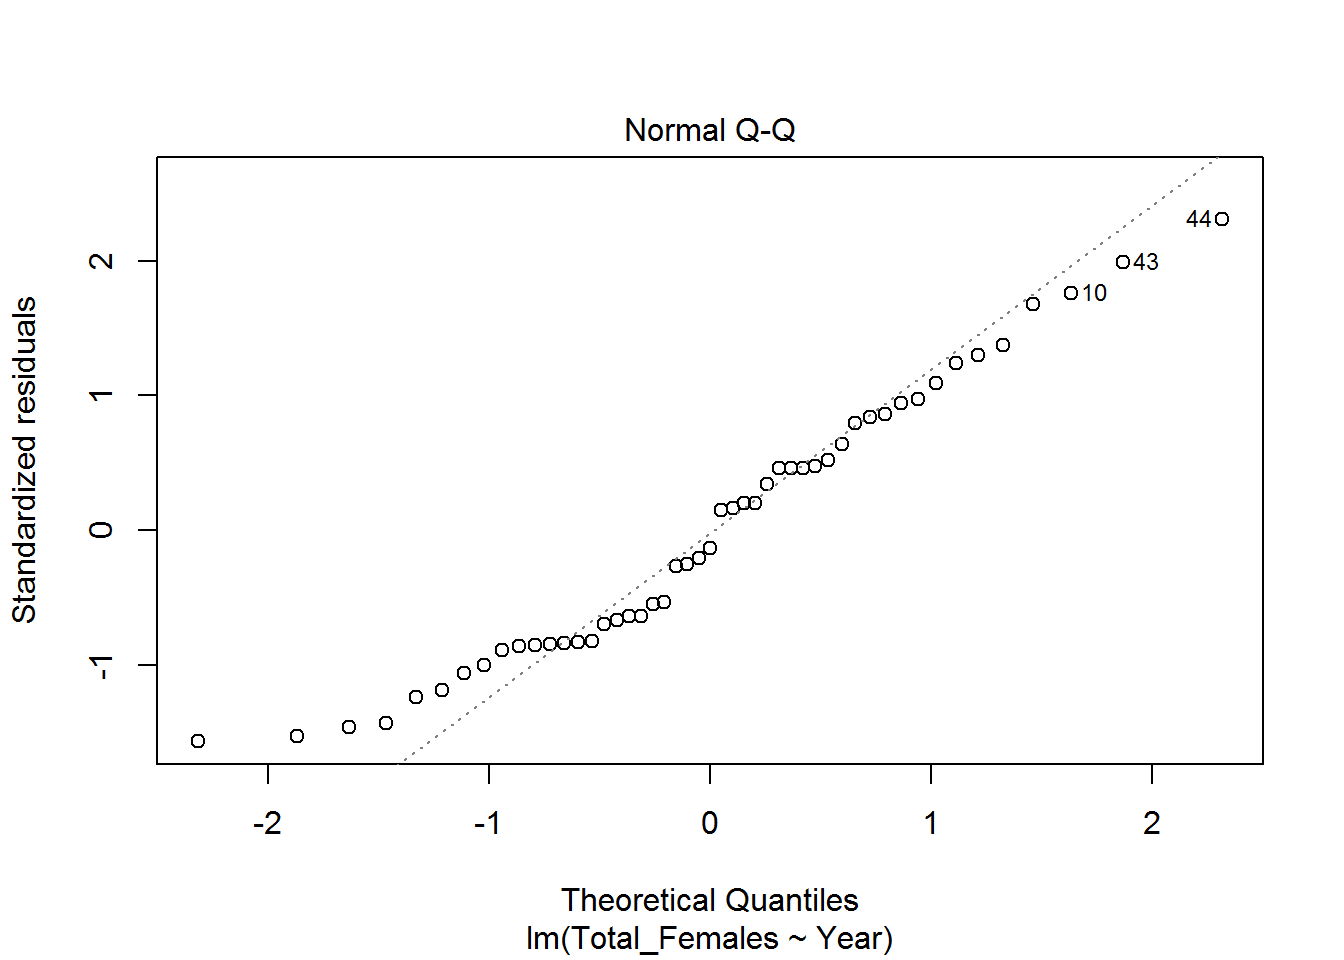 Normal Q-Q
Standardized residuals
2
1
0
-1
44
43
10
-2 -1 0 1 2
Theoretical Quantiles
lm(Total_Females ~ Year)